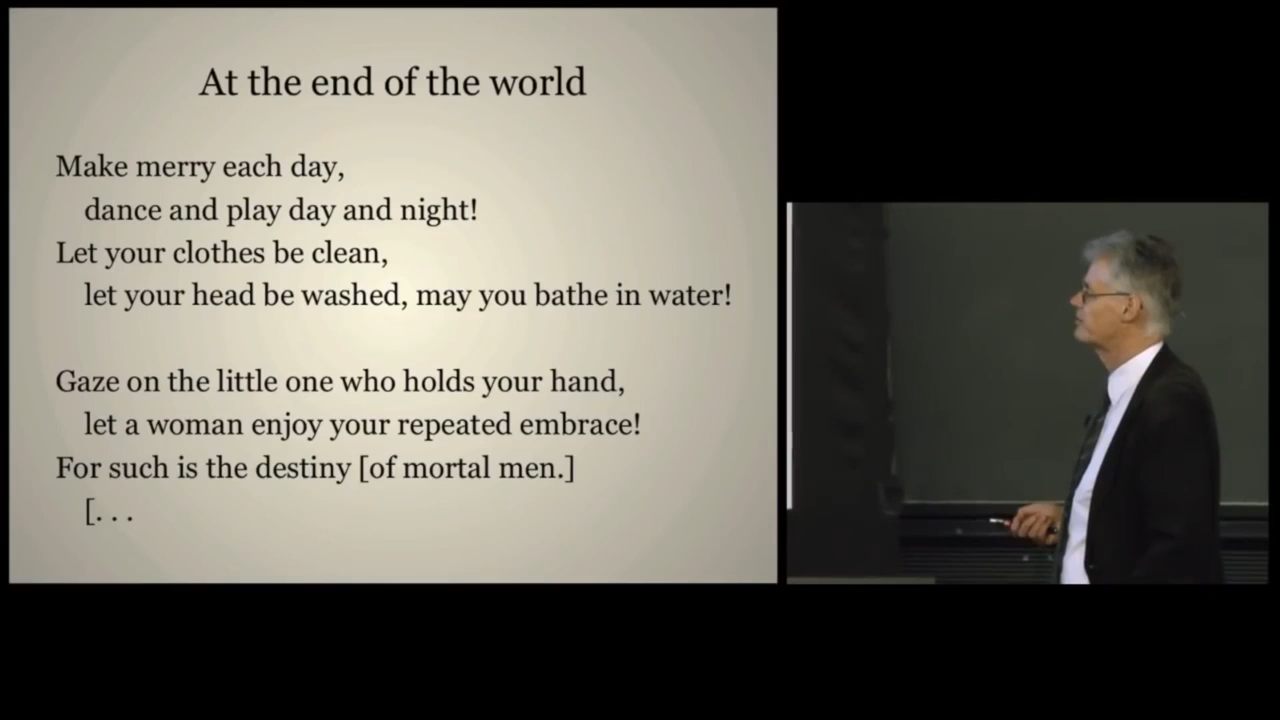 At the end of the world
Make merry each day,
dance and play day and night!
Let your clothes be clean,
let your head be washed, may you bathe in water!
Gaze on the little one who holds your hand,
let a woman enjoy your repeated embrace!
For such is the destiny [of mortal men.]
[. . .